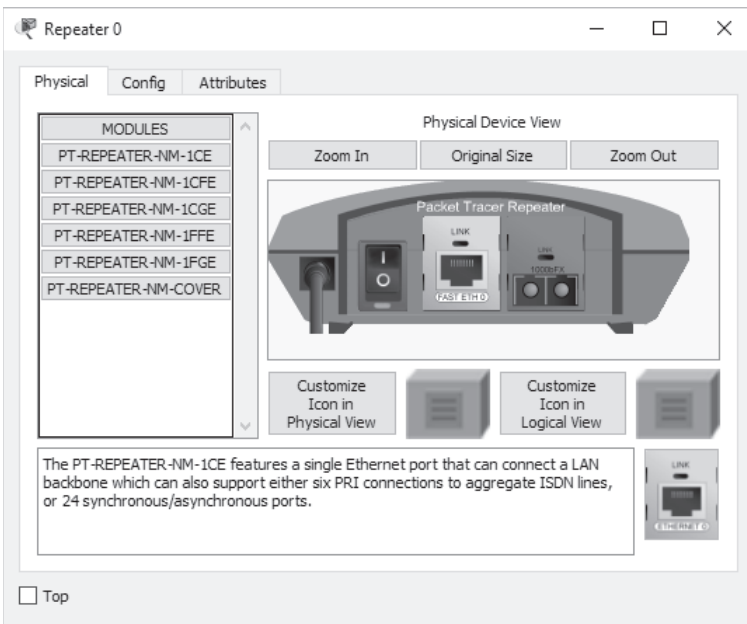 Repeater 0
Physical
Config
Attributes
MODULES
PT-REPEATER-NM-1CE
PT-REPEATER-NM-1CFE
PT-REPEATER-NM-1CGE
PT-REPEATER-NM-1FFE
PT-REPEATER-NM-1FGE
PT-REPEATER-NM-COVER
Physical Device View
Zoom In
Original Size
Zoom Out
Packet Tracer Repeater
LINK
FAST ETH 0
LINK
1000bFX
Customize
Icon in
Physical View
Customize
Icon in
Logical View
The PT-REPEATER-NM-1CE features a single Ethernet port that can connect a LAN
backbone which can also support either six PRI connections to aggregate ISDN lines,
or 24 synchronous/asynchronous ports.
LINK
ETHERNET 0
Top